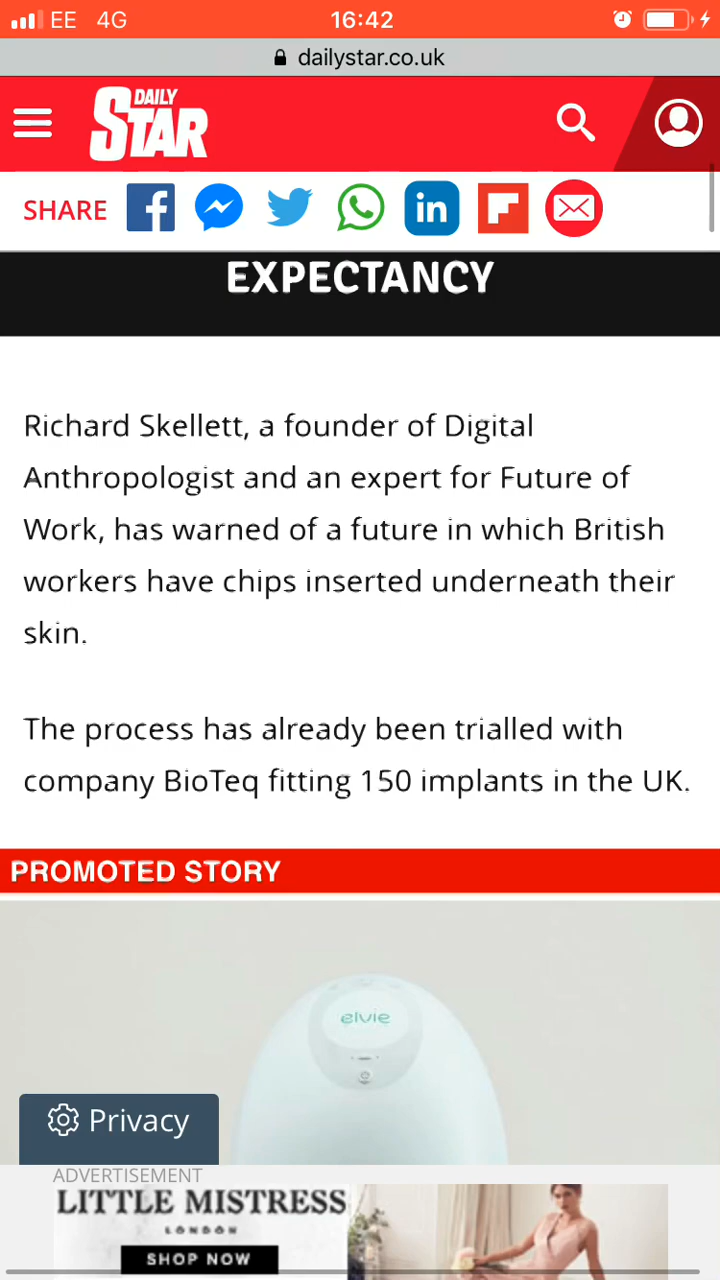 EE 4G 16:42
dailystar.co.uk
DAILY
STAR
SHARE
EXPECTANCY
Richard Skellett, a founder of Digital
Anthropologist and an expert for Future of
Work, has warned of a future in which British
workers have chips inserted underneath their
skin.
The process has already been trialled with
company BioTeq fitting 150 implants in the UK.
PROMOTED STORY
elvie
Privacy
ADVERTISEMENT
LITTLE MISTRESS
LONDON
SHOP NOW